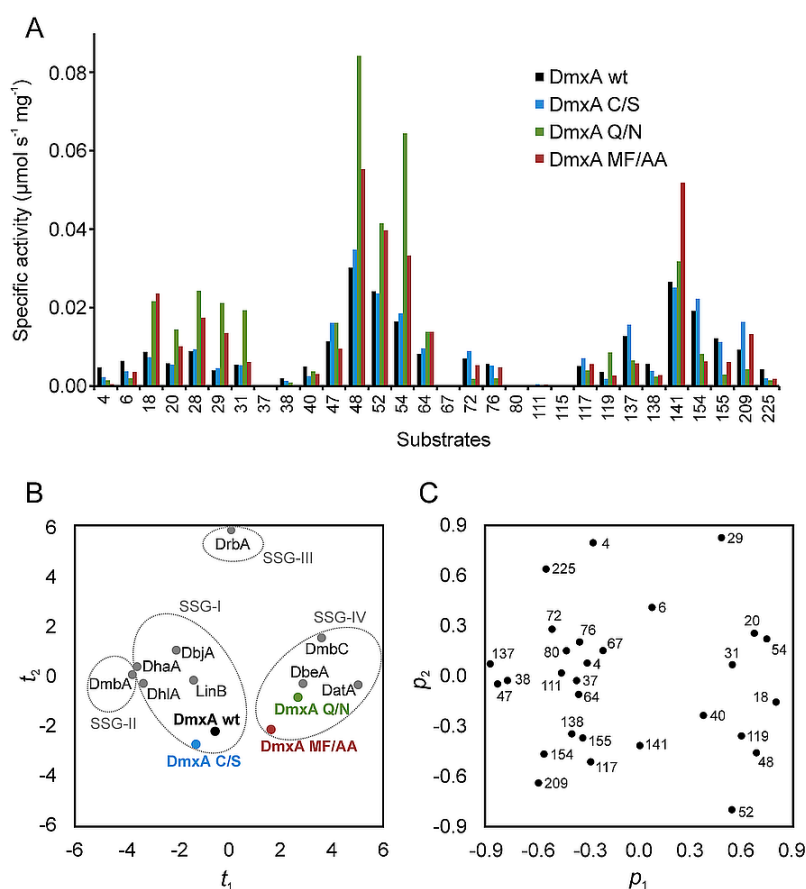 A
Specific activity (µmol s⁻¹ mg⁻¹)
0.08
0.06
0.04
0.02
0.00
DmxA wt
DmxA C/S
DmxA Q/N
DmxA MF/AA
4 6 18 20 28 29 31 37 38 40 47 48 52 54 64 67 72 76 80 111 115 117 119 137 138 141 154 155 209 225
Substrates
B
t₂
6
4
2
0
-2
-4
-6
-6 -4 -2 0 2 4 6
t₁
DrbA
SSG-III
SSG-I
SSG-IV
DbjA
DmbC
DhaA
DbeA
DmbA
DhlA
LinB
DatA
SSG-II
DmxA Q/N
DmxA wt
DmxA MF/AA
DmxA C/S
C
p₂
0.9
0.6
0.3
0.0
-0.3
-0.6
-0.9
-0.9 -0.6 -0.3 0.0 0.3 0.6 0.9
p₁
4
29
225
6
72
76
20
80
67
54
137
4
31
38
111
37
47
64
18
40
138
155
141
119
154
117
48
209
52